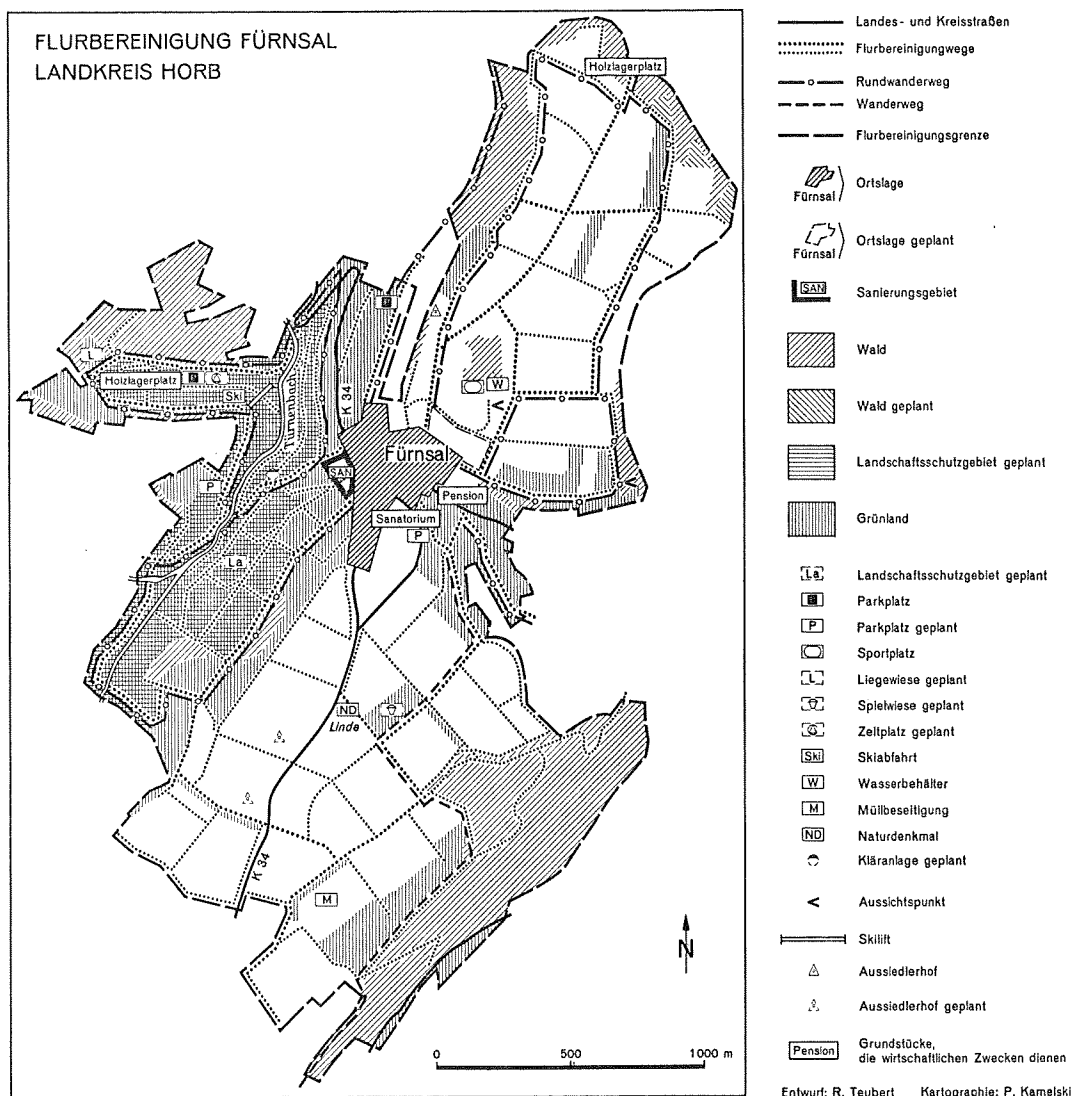 FLURBEREINIGUNG FÜRNSAL
LANDKREIS HORB
Holzlagerplatz
P
L
Holzlagerplatz
P
Ski
Türnenbach
K 34
W
Fürnsal
SAN
P
Pension
Sanatorium
P
La
ND
Linde
K 34
M
N
0 500 1000 m
Landes- und Kreisstraßen
Flurbereinigungwege
Rundwanderweg
Wanderweg
Flurbereinigungsgrenze
Fürnsal
Ortslage
Fürnsal
Ortslage geplant
SAN
Sanierungsgebiet
Wald
Wald geplant
Landschaftsschutzgebiet geplant
Grünland
La Landschaftsschutzgebiet geplant
P Parkplatz
P Parkplatz geplant
Sportplatz
L Liegewiese geplant
Spielwiese geplant
Zeltplatz geplant
Ski Skiabfahrt
W Wasserbehälter
M Müllbeseitigung
ND Naturdenkmal
Kläranlage geplant
Aussichtspunkt
Skilift
Aussiedlerhof
Aussiedlerhof geplant
Pension Grundstücke,
die wirtschaftlichen Zwecken dienen
Entwurf: R. Teubert Kartographie: P. Kamelski